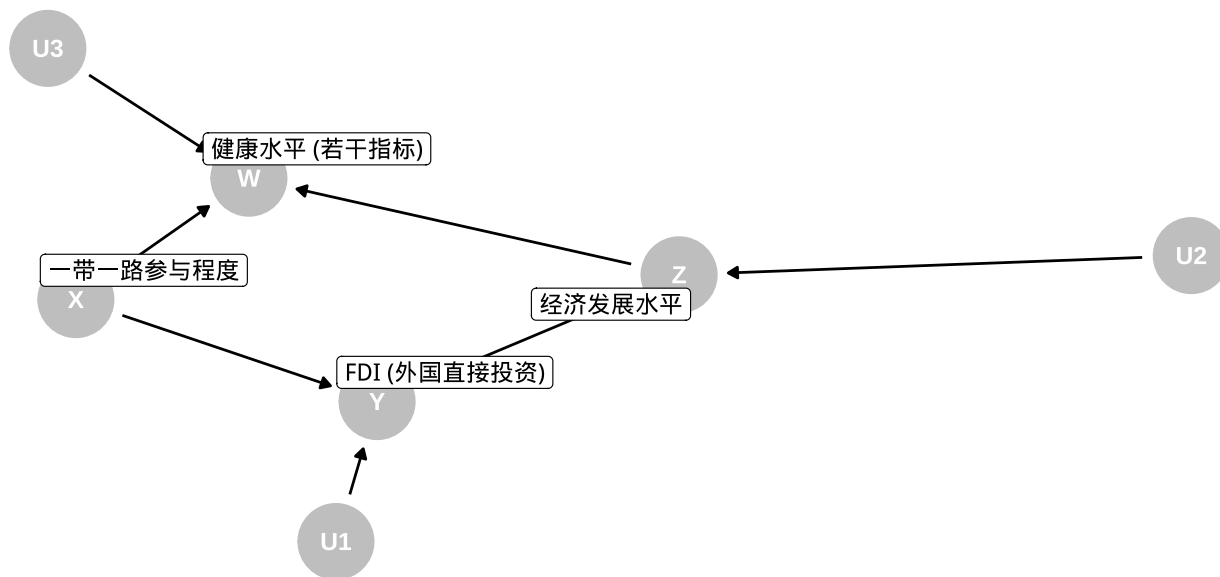 U3
健康水平 (若干指标)
W
一带一路参与程度
X
U2
Z
经济发展水平
FDI (外国直接投资)
Y
U1